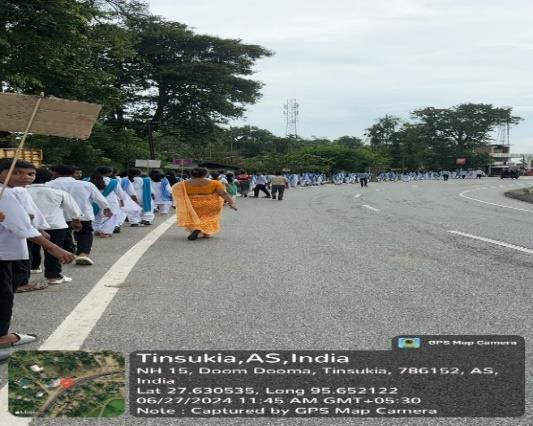 GPS Map Camera
Tinsukia,AS,India
NH 15, Doom Dooma, Tinsukia, 786152, AS,
India
Lat 27.630535, Long 95.652122
06/27/2024 11:45 AM GMT+05:30
Note : Captured by GPS Map Camera